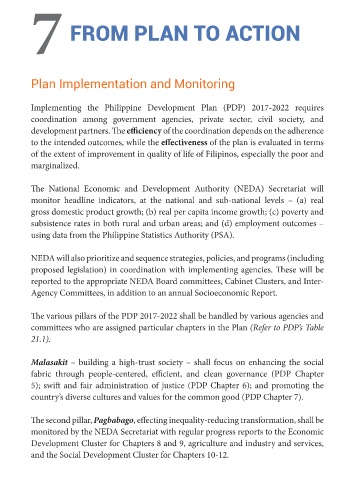 7 FROM PLAN TO ACTION
Plan Implementation and Monitoring
Implementing the Philippine Development Plan (PDP) 2017-2022 requires
coordination among government agencies, private sector, civil society, and
development partners. The efficiency of the coordination depends on the adherence
to the intended outcomes, while the effectiveness of the plan is evaluated in terms
of the extent of improvement in quality of life of Filipinos, especially the poor and
marginalized.
The National Economic and Development Authority (NEDA) Secretariat will
monitor headline indicators, at the national and sub-national levels – (a) real
gross domestic product growth; (b) real per capita income growth; (c) poverty and
subsistence rates in both rural and urban areas; and (d) employment outcomes –
using data from the Philippine Statistics Authority (PSA).
NEDA will also prioritize and sequence strategies, policies, and programs (including
proposed legislation) in coordination with implementing agencies. These will be
reported to the appropriate NEDA Board committees, Cabinet Clusters, and Inter-
Agency Committees, in addition to an annual Socioeconomic Report.
The various pillars of the PDP 2017-2022 shall be handled by various agencies and
committees who are assigned particular chapters in the Plan (Refer to PDP's Table
21.1).
Malasakit – building a high-trust society – shall focus on enhancing the social
fabric through people-centered, efficient, and clean governance (PDP Chapter
5); swift and fair administration of justice (PDP Chapter 6); and promoting the
country's diverse cultures and values for the common good (PDP Chapter 7).
The second pillar, Pagbabago, effecting inequality-reducing transformation, shall be
monitored by the NEDA Secretariat with regular progress reports to the Economic
Development Cluster for Chapters 8 and 9, agriculture and industry and services,
and the Social Development Cluster for Chapters 10-12.